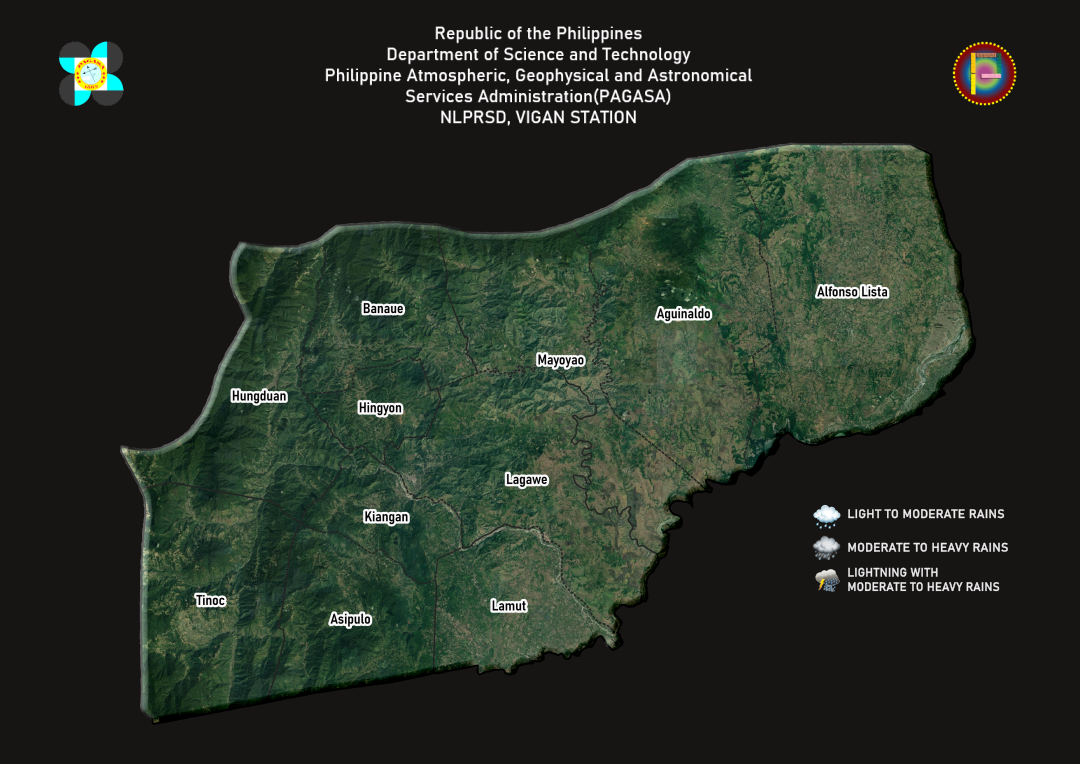 Republic of the Philippines
Department of Science and Technology
Philippine Atmospheric, Geophysical and Astronomical
Services Administration(PAGASA)
NLPRSD, VIGAN STATION
Alfonso Lista
Banaue
Aguinaldo
Mayoyao
Hungduan
Hingyon
Lagawe
Kiangan
LIGHT TO MODERATE RAINS
MODERATE TO HEAVY RAINS
LIGHTNING WITH
MODERATE TO HEAVY RAINS
Tinoc
Lamut
Asipulo